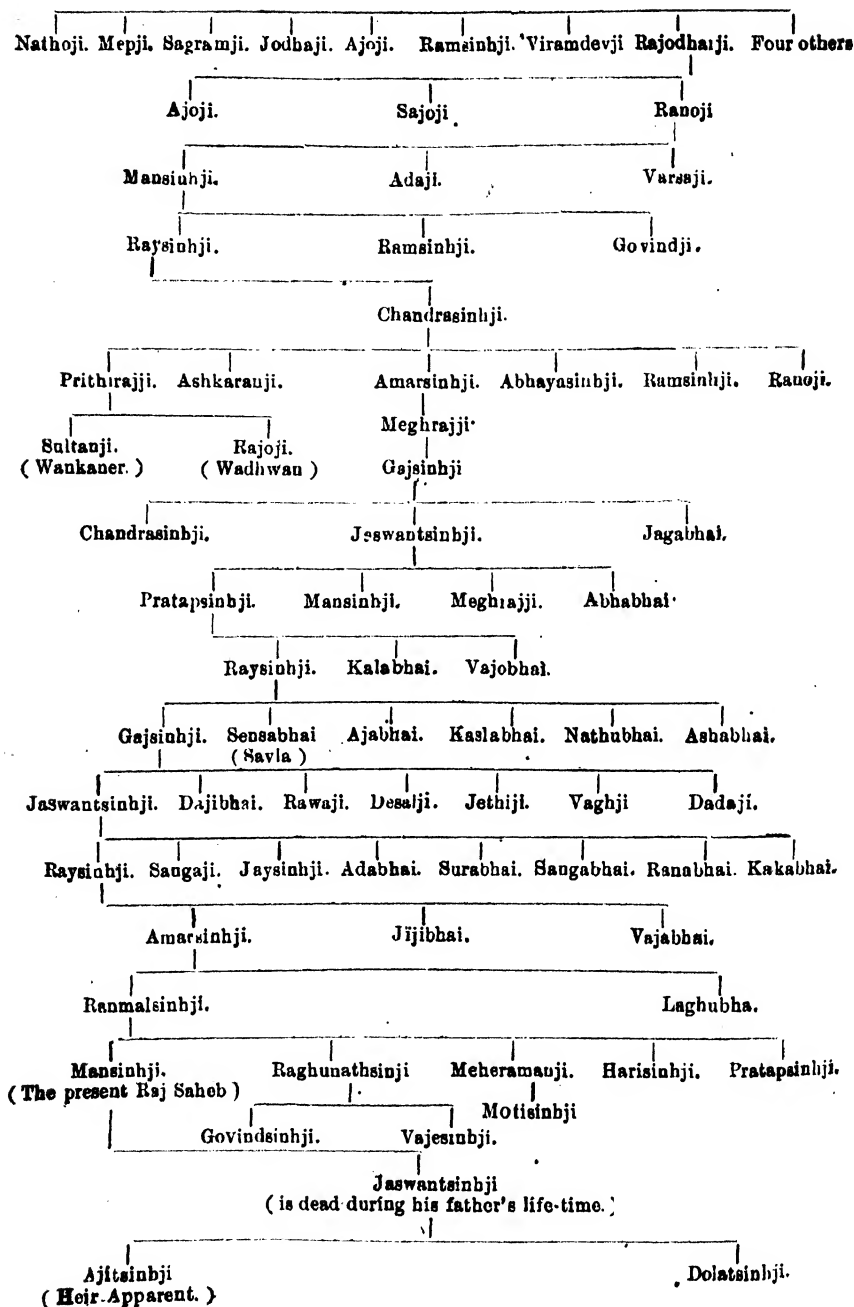 Nathoji. Mepji. Sagramji. Jodhaji. Ajoji. Ramsinhji. Viramdevji Rajodharji. Four others
Ajoji. Sajoji Ranoji
Mansinhji. Adaji. Varsaji.
Raysinhji. Ramsinhji. Govindji.
Chandrasinhji.
Prithirajji. Ashkaranji. Amarsinhji. Abhayasinhji. Ramsinhji. Ranoji.
Meghrajji.
Sultanji. Rajoji. Gajsinhji
( Wankaner. ) ( Wadhwan )
Chandrasinhji. Jaswantsinhji. Jagabhai.
Pratapsinhji. Mansinhji. Meghrajji. Abhabhai.
Raysinhji. Kalabhai. Vajobhai.
Gajsinhji. Sensabhai Ajabhai. Kaslabhai. Nathubhai. Ashabhai.
( Savla )
Jaswantsinhji. Dajibhai. Rawaji. Desalji. Jethiji. Vaghji Dadaji.
Raysinhji. Sangaji. Jaysinhji. Adabhai. Surabhai. Sangabhai. Ranabhai. Kakabhai.
Amarsinhji. Jijibhai. Vajabhai.
Ranmalsinhji. Laghubha.
Mansinhji. Raghunathsinji Meheramanji. Harisinhji. Pratapsinhji.
( The present Raj Saheb )
Motisinhji
Govindsinhji. Vajesinhji.
Jaswantsinhji
( is dead during his father's life-time. )
Ajitsinhji Dolatsinhji.
( Heir-Apparent. )